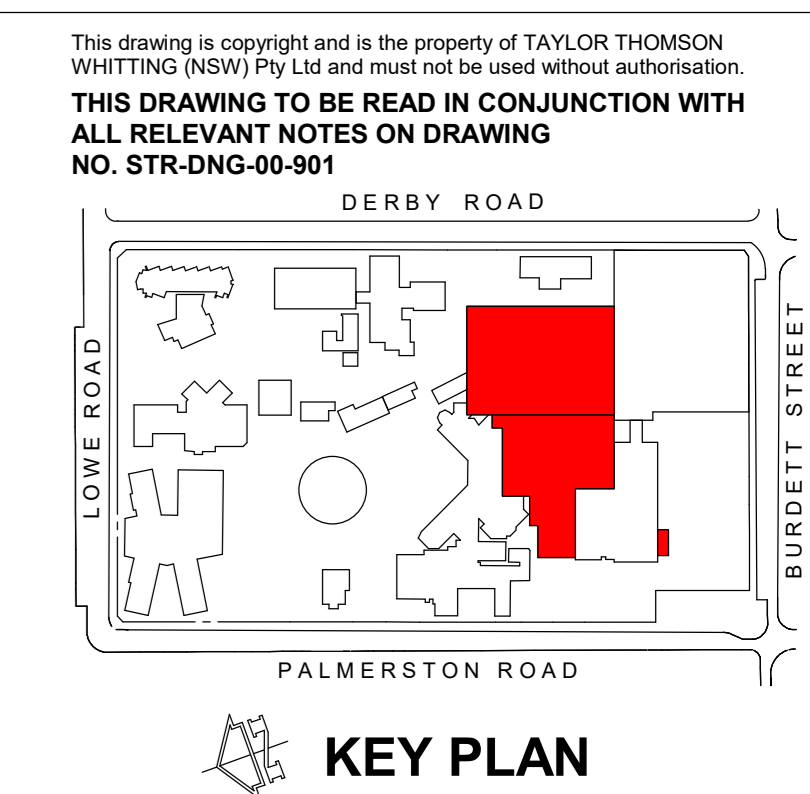 This drawing is copyright and is the property of TAYLOR THOMSON
WHITTING (NSW) Pty Ltd and must not be used without authorisation.
THIS DRAWING TO BE READ IN CONJUNCTION WITH
ALL RELEVANT NOTES ON DRAWING
NO. STR-DNG-00-901
DERBY ROAD
LOWE ROAD
BURDETT STREET
PALMERSTON ROAD
KEY PLAN